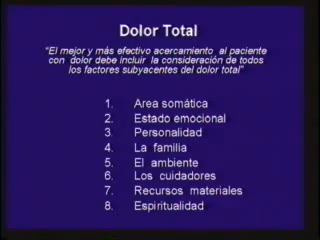 Dolor Total
“El mejor y más efectivo acercamiento al paciente
con dolor debe incluir la consideración de todos
los factores subyacentes del dolor total”
1. Area somática
2. Estado emocional
3. Personalidad
4. La familia
5. El ambiente
6. Los cuidadores
7. Recursos materiales
8. Espiritualidad